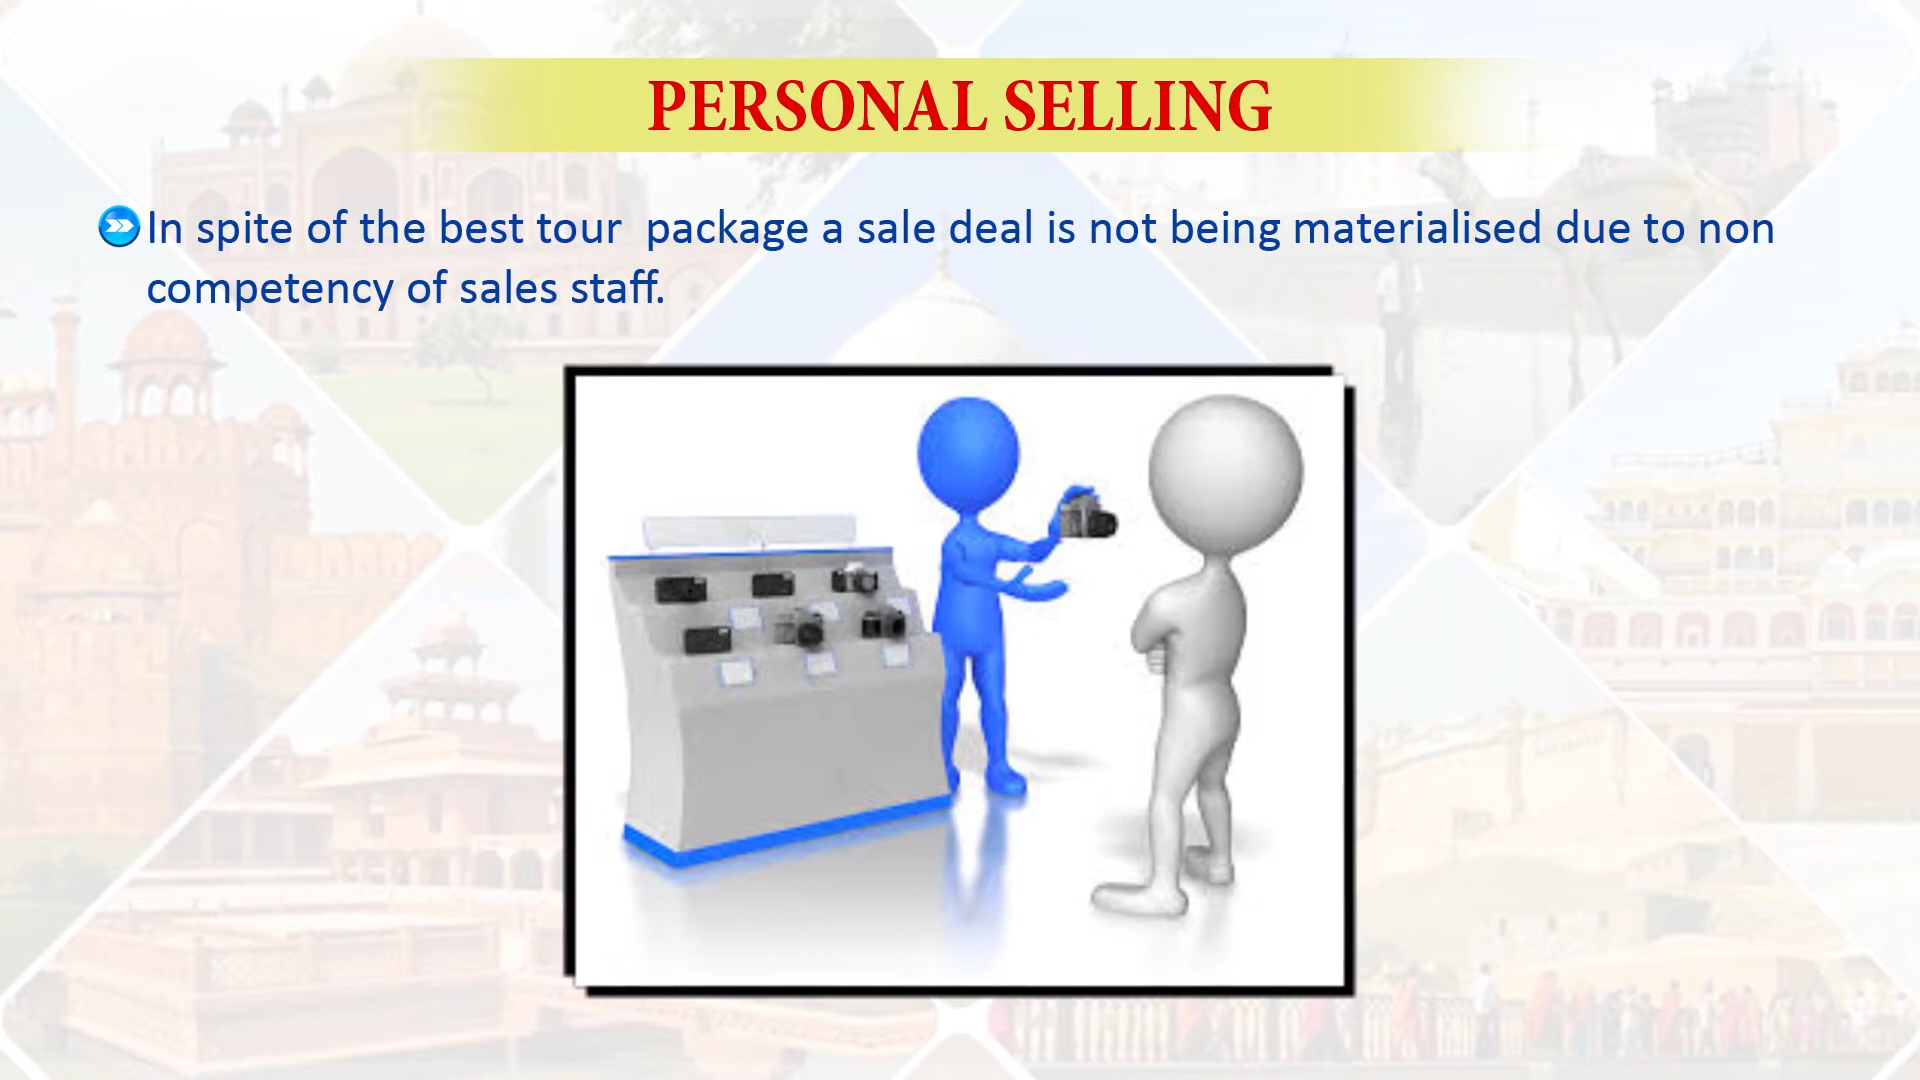 PERSONAL SELLING
In spite of the best tour  package a sale deal is not being materialised due to non
competency of sales staff.